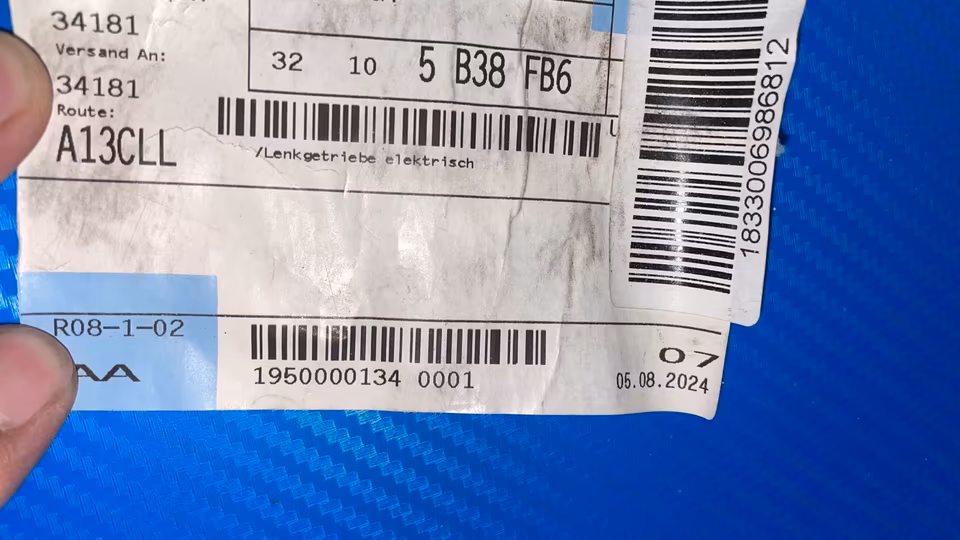 34181
Versand An:
34181
Route:
A13CLL
32 10 5 B38 FB6
/Lenkgetriebe elektrisch
R08-1-02
AA
1950000134 0001
07
05.08.2024
1833006986812